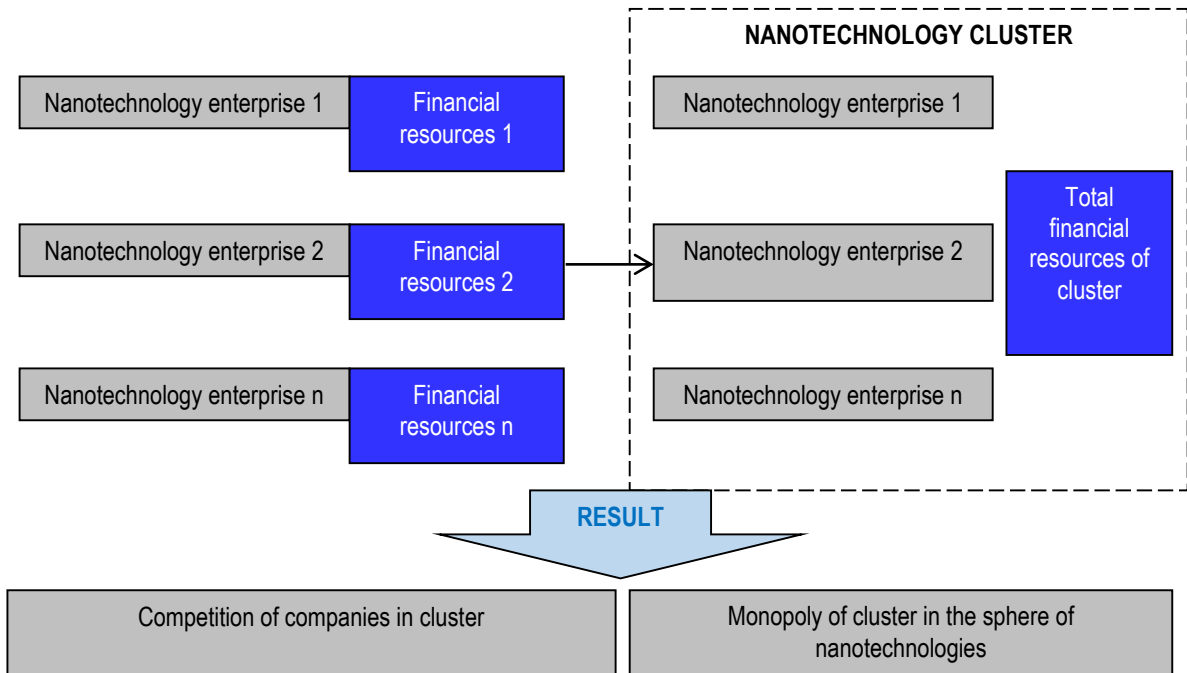 NANOTECHNOLOGY CLUSTER
Nanotechnology enterprise 1
Financial
resources 1
Nanotechnology enterprise 1
Nanotechnology enterprise 2
Financial
resources 2
Nanotechnology enterprise 2
Total
financial
resources of
cluster
Nanotechnology enterprise n
Financial
resources n
Nanotechnology enterprise n
RESULT
Competition of companies in cluster
Monopoly of cluster in the sphere of
nanotechnologies